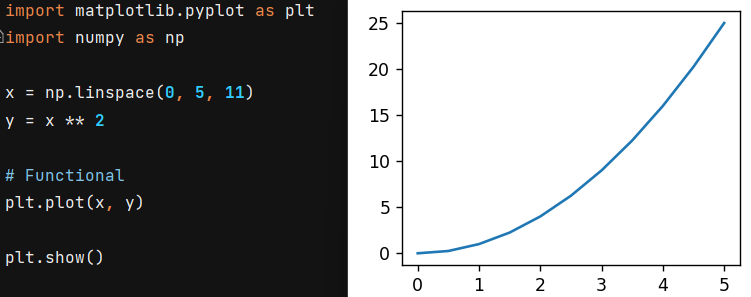 import matplotlib.pyplot as plt
import numpy as np
x = np.linspace(0, 5, 11)
y = x ** 2
# Functional
plt.plot(x, y)
plt.show()
25
20
15
10
5
0
0 1 2 3 4 5